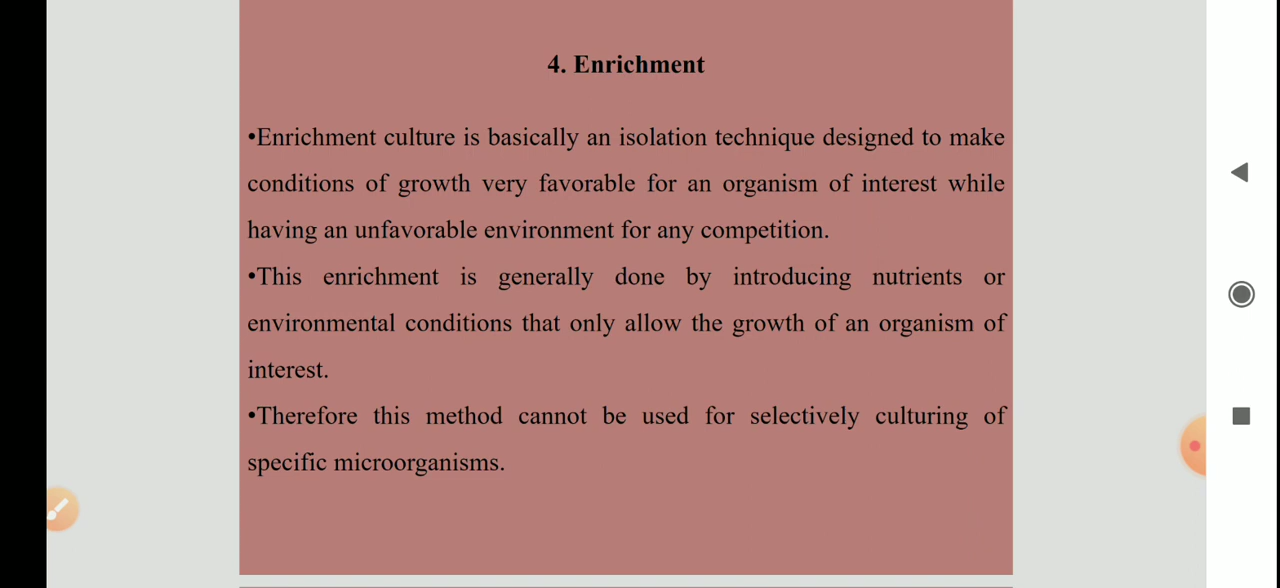 4. Enrichment
•Enrichment culture is basically an isolation technique designed to make
conditions of growth very favorable for an organism of interest while
having an unfavorable environment for any competition.
•This enrichment is generally done by introducing nutrients or
environmental conditions that only allow the growth of an organism of
interest.
•Therefore this method cannot be used for selectively culturing of
specific microorganisms.